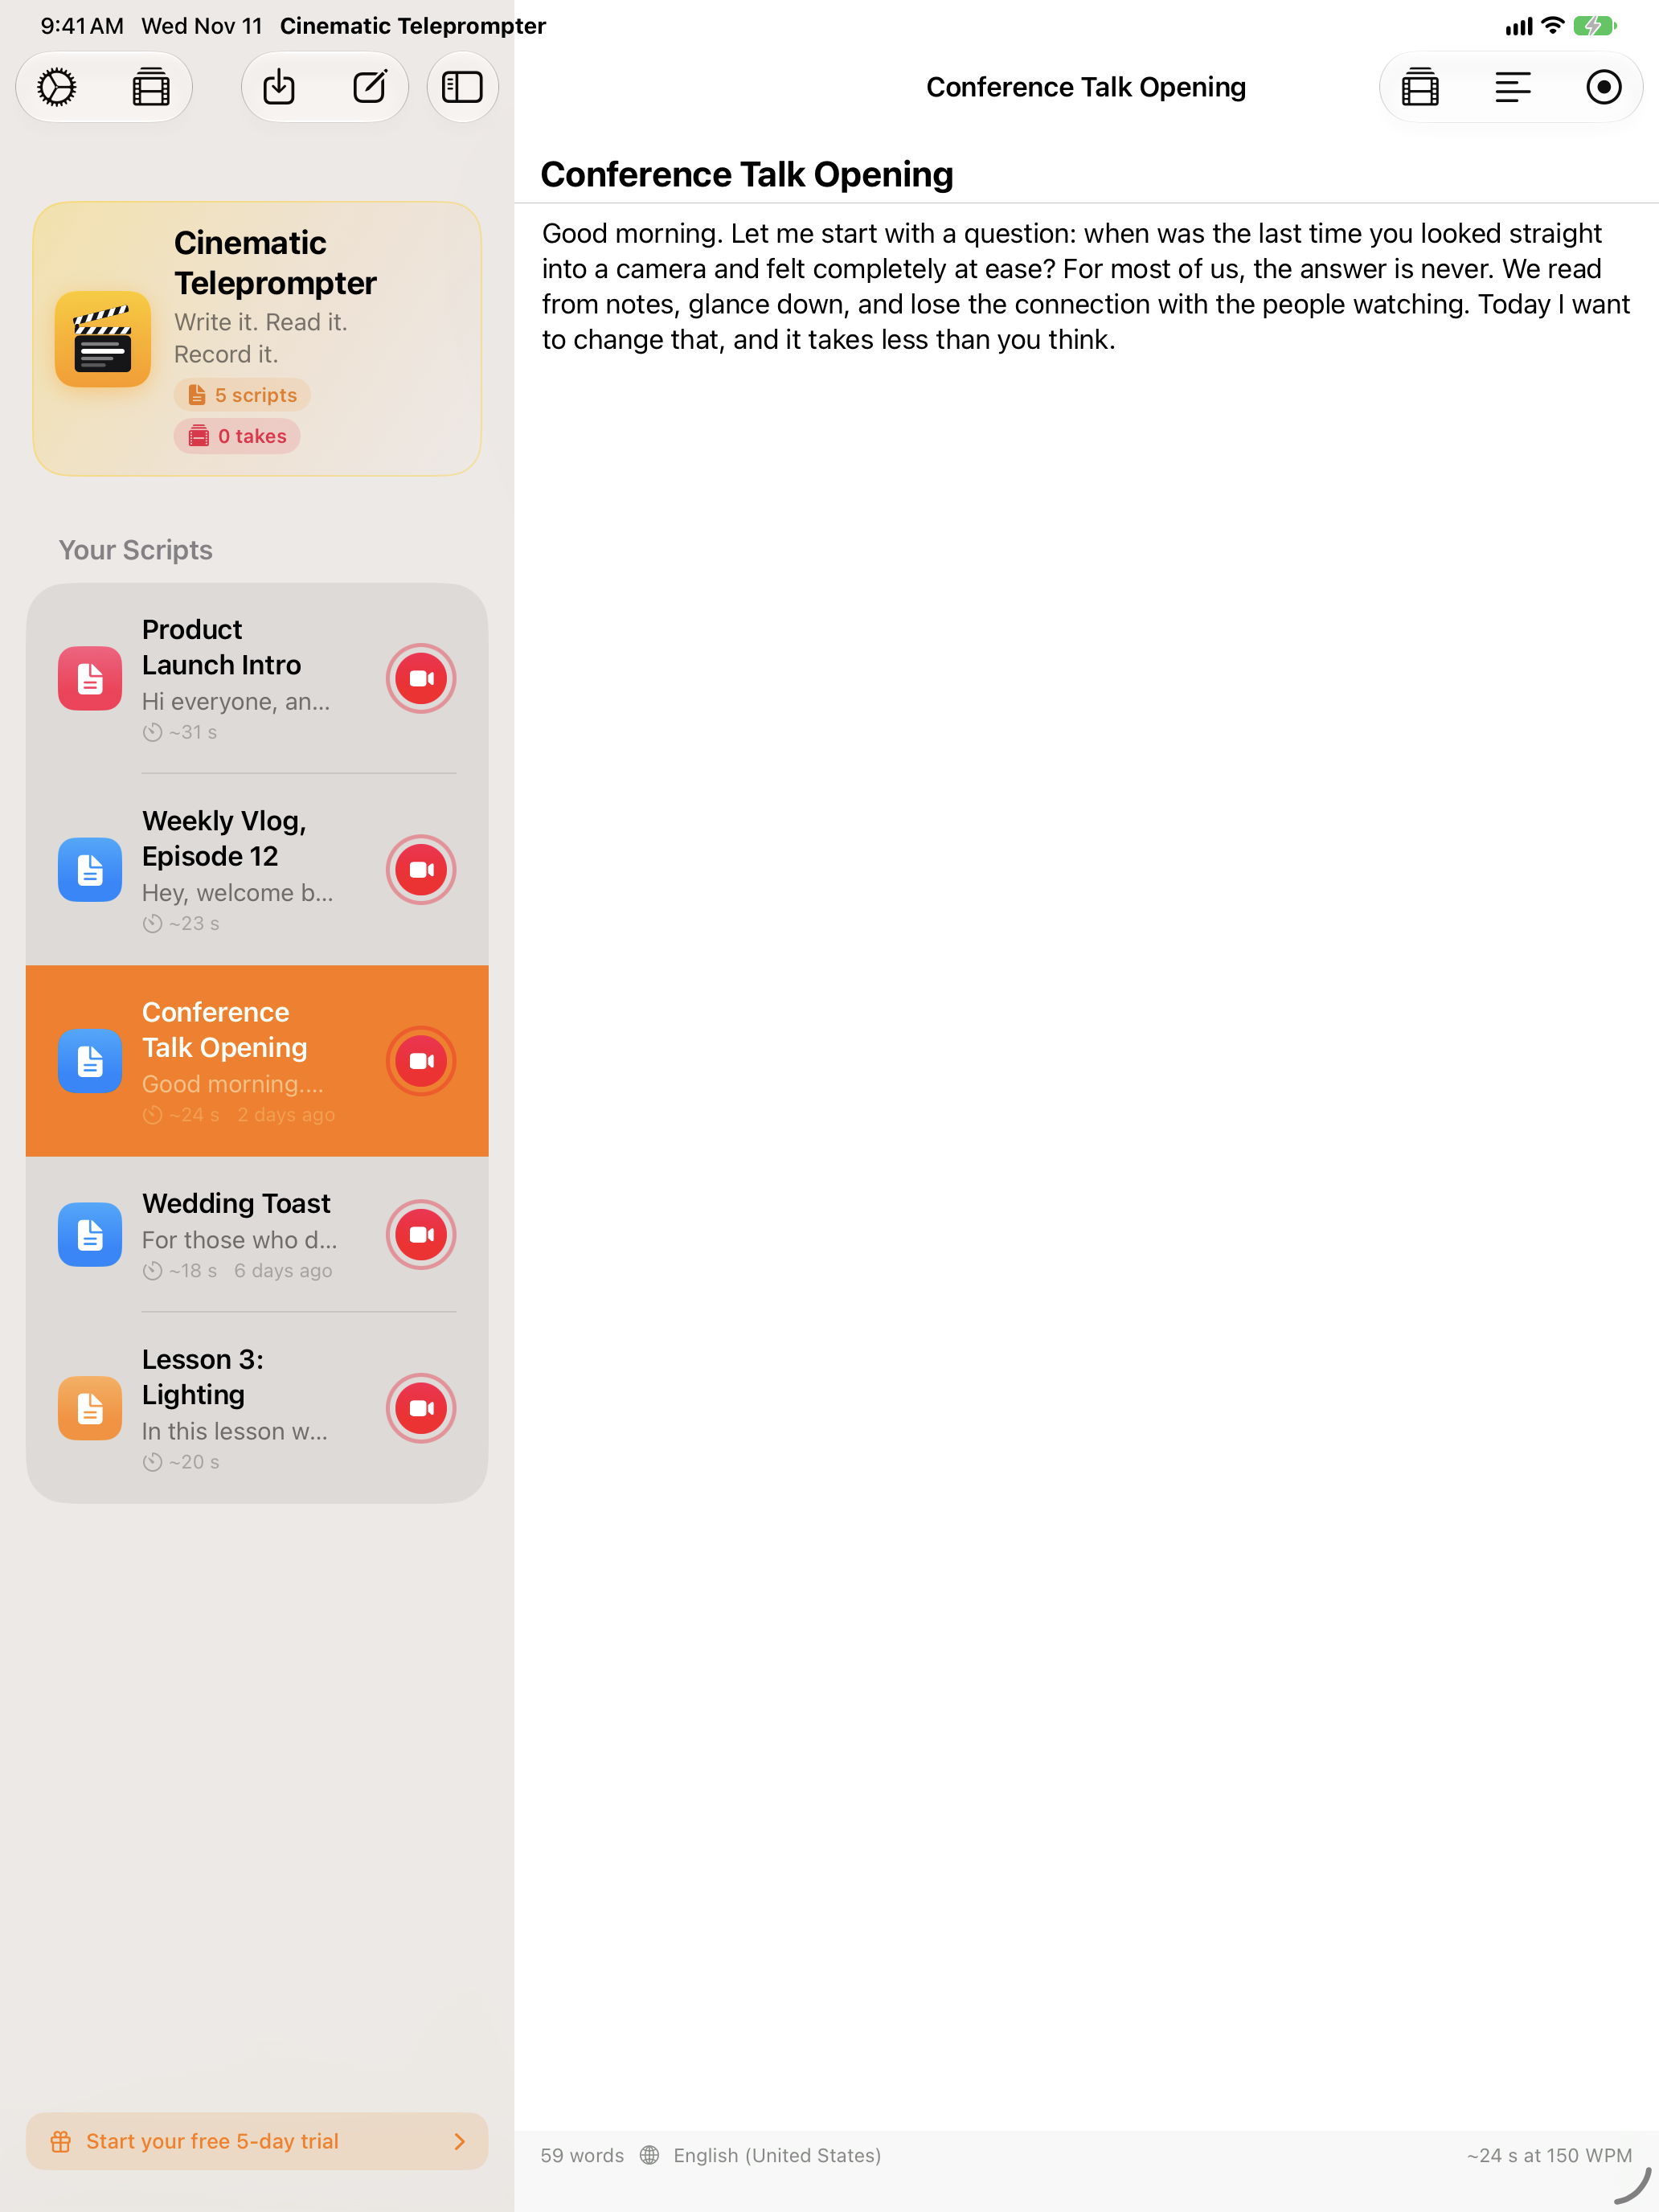 9:41 AM Wed Nov 11 Cinematic Teleprompter
Conference Talk Opening
Cinematic
Teleprompter
Write it. Read it.
Record it.
5 scripts
0 takes
Your Scripts
Product
Launch Intro
Hi everyone, an...
~31 s
Weekly Vlog,
Episode 12
Hey, welcome b...
~23 s
Conference
Talk Opening
Good morning....
~24 s 2 days ago
Wedding Toast
For those who d...
~18 s 6 days ago
Lesson 3:
Lighting
In this lesson w...
~20 s
Start your free 5-day trial
Conference Talk Opening
Good morning. Let me start with a question: when was the last time you looked straight
into a camera and felt completely at ease? For most of us, the answer is never. We read
from notes, glance down, and lose the connection with the people watching. Today I want
to change that, and it takes less than you think.
59 words English (United States)
~24 s at 150 WPM